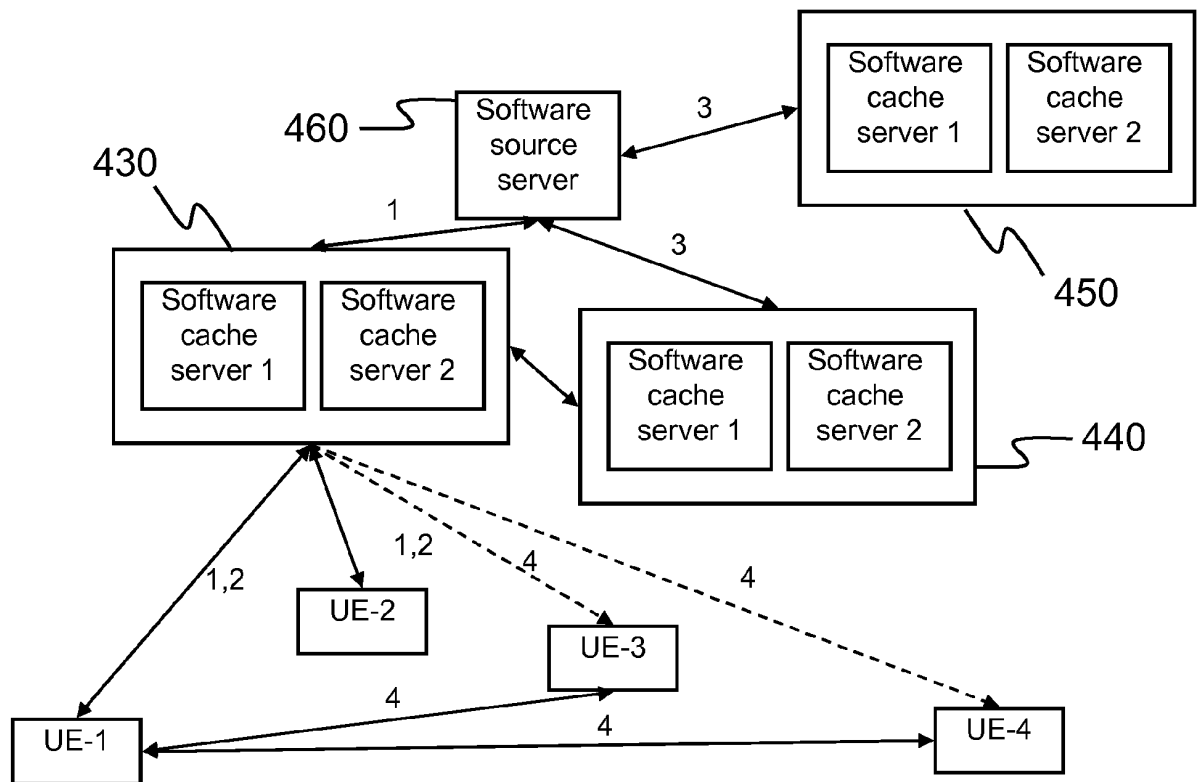 Software
cache
server 1
Software
cache
server 2
460
Software
source
server
3
430
1
3
450
Software
cache
server 1
Software
cache
server 2
Software
cache
server 1
Software
cache
server 2
440
1,2
1,2
4
4
UE-2
UE-3
4
UE-1
4
UE-4